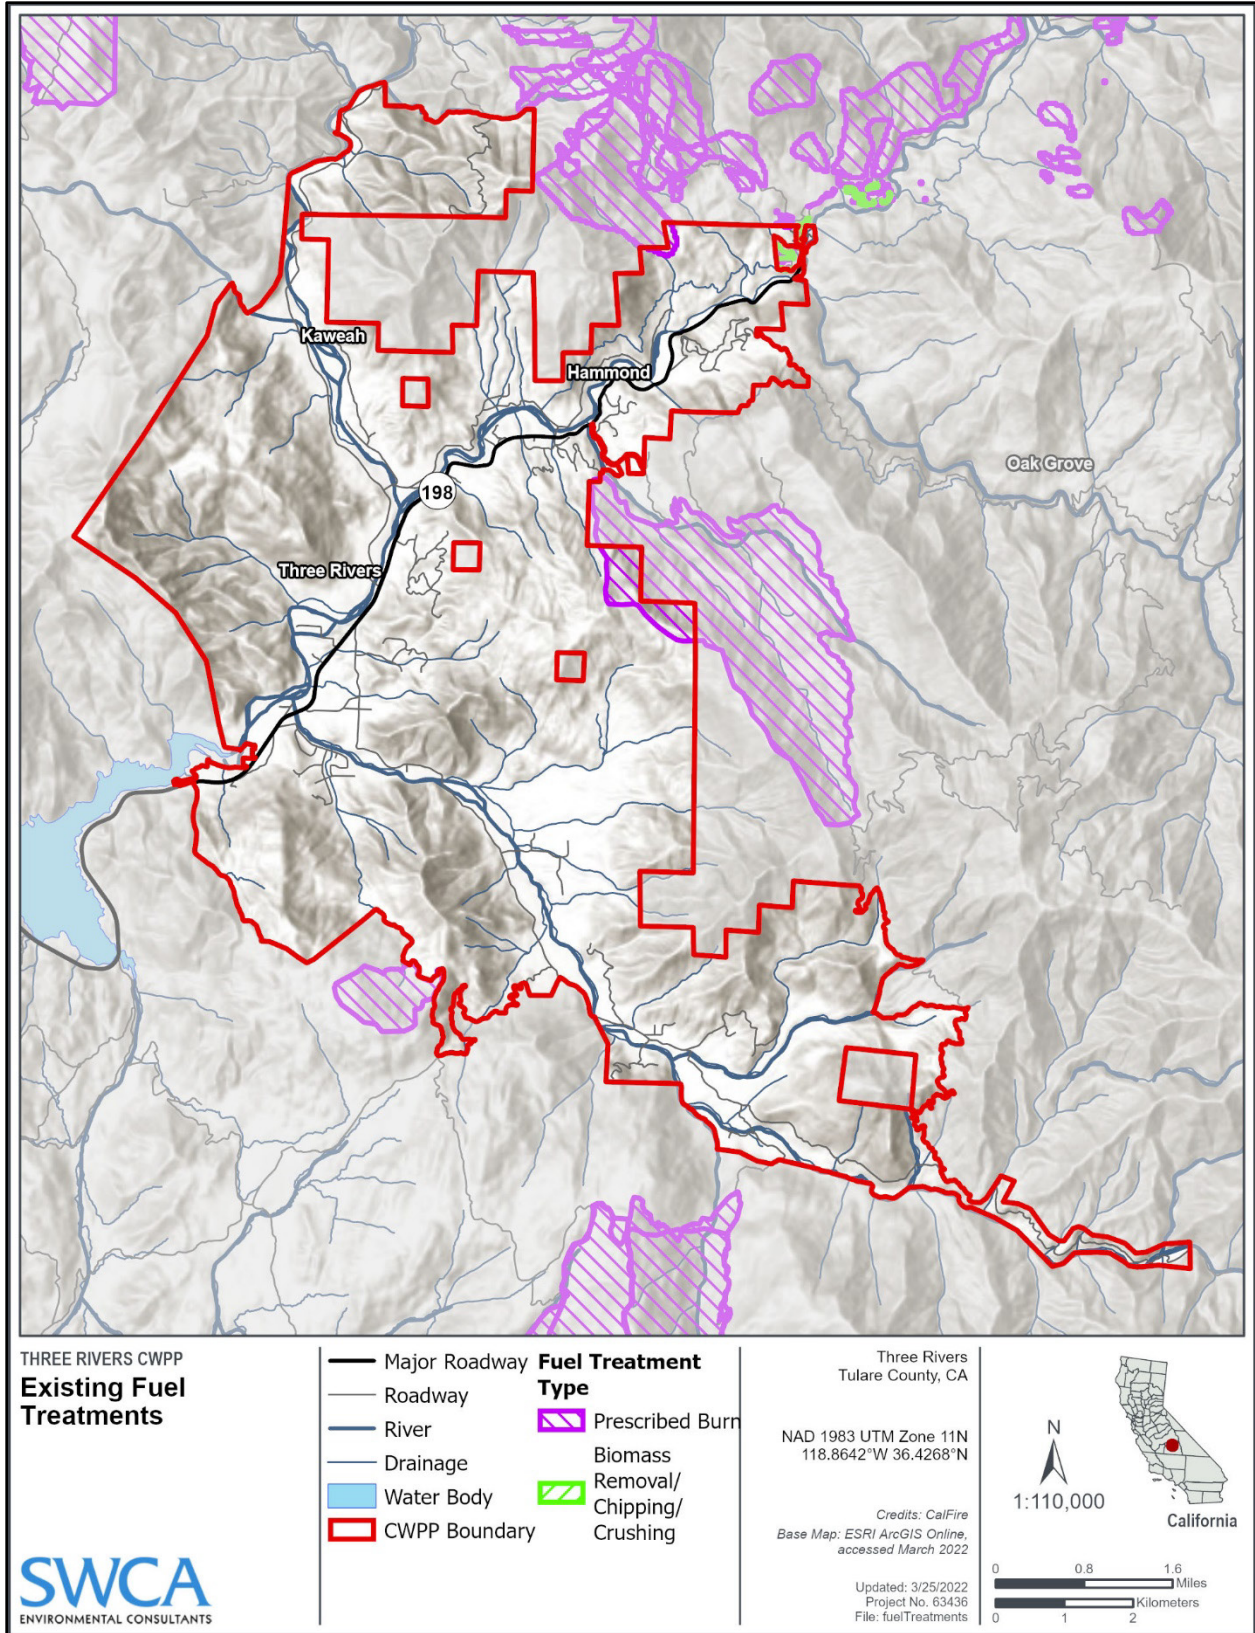 Kaweah
Hammond
Oak Grove
198
Three Rivers
THREE RIVERS CWPP
Existing Fuel
Treatments
SWCA
ENVIRONMENTAL CONSULTANTS
Major Roadway
Roadway
River
Drainage
Water Body
CWPP Boundary
Fuel Treatment
Type
Prescribed Burn
Biomass
Removal/
Chipping/
Crushing
Three Rivers
Tulare County, CA
NAD 1983 UTM Zone 11N
118.8642°W 36.4268°N
Credits: CalFire
Base Map: ESRI ArcGIS Online,
accessed March 2022
Updated: 3/25/2022
Project No. 63436
File: fuelTreatments
N
1:110,000
California
0 0.8 1.6
Miles
Kilometers
0 1 2